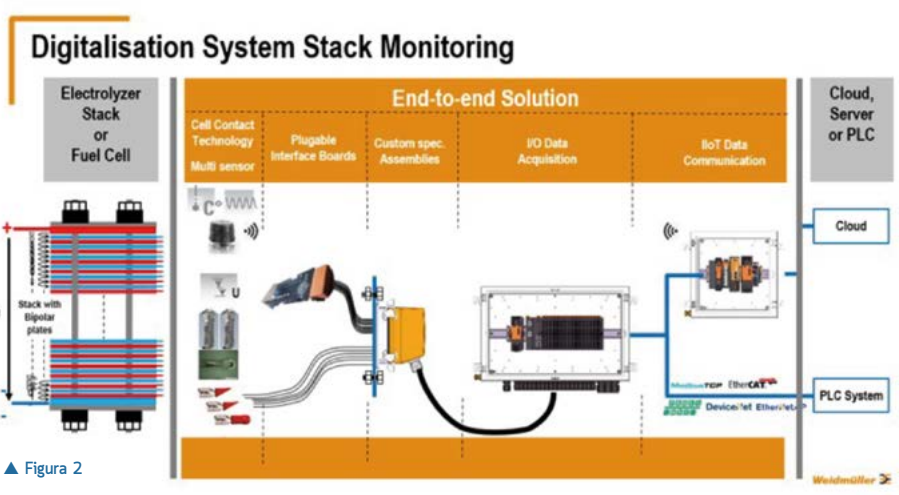 Digitalisation System Stack Monitoring
Electrolyzer
Stack
or
Fuel Cell
End-to-end Solution
Cell Contact
Technology
Multi sensor
Plugable
Interface Boards
Custom spec.
Assemblies
I/O Data
Acquisition
IIoT Data
Communication
Cloud,
Server
or PLC
C°
+
U
Stack with
Bipolar
plates
-
Cloud
PLC System
Modbus TCP EtherCAT
DeviceNet EtherNet/IP
▲ Figura 2
Weidmüller